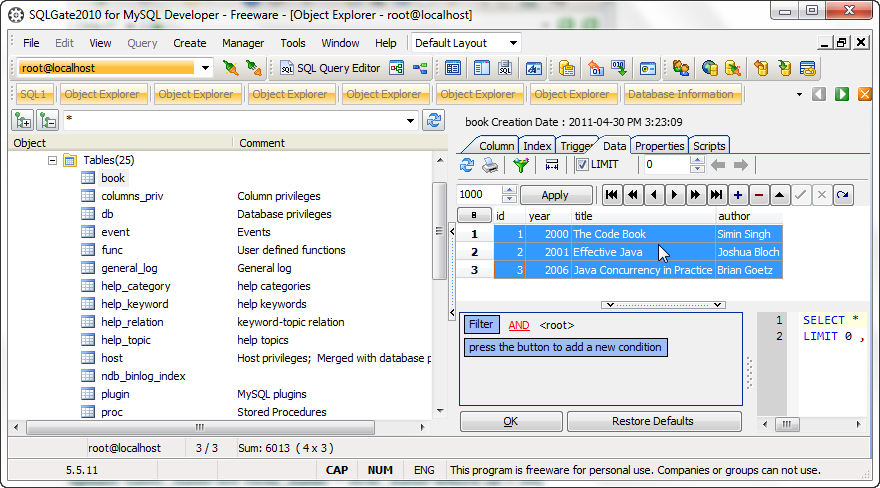 SQLGate2010 for MySQL Developer - Freeware - [Object Explorer - root@localhost]
File Edit View Query Create Manager Tools Window Help Default Layout
root@localhost SQL SQL Query Editor
SQL1 Object Explorer Object Explorer Object Explorer Object Explorer Object Explorer Object Explorer Database Information
*
book Creation Date : 2011-04-30 PM 3:23:09
Object Comment
Column Index Trigger Data Properties Scripts
LIMIT 0
1000 Apply
Tables(25)
book
columns_priv Column privileges
db Database privileges
event Events
func User defined functions
general_log General log
help_category help categories
help_keyword help keywords
help_relation keyword-topic relation
help_topic help topics
host Host privileges; Merged with database p
ndb_binlog_index
plugin MySQL plugins
proc Stored Procedures
id year title author
1 1 2000 The Code Book Simin Singh
2 2 2001 Effective Java Joshua Bloch
3 3 2006 Java Concurrency in Practice Brian Goetz
Filter AND <root>
press the button to add a new condition
1 SELECT *
2 LIMIT 0 ,
OK Restore Defaults
root@localhost 3 / 3 Sum: 6013 ( 4 x 3 )
5.5.11 CAP NUM ENG This program is freeware for personal use. Companies or groups can not use.